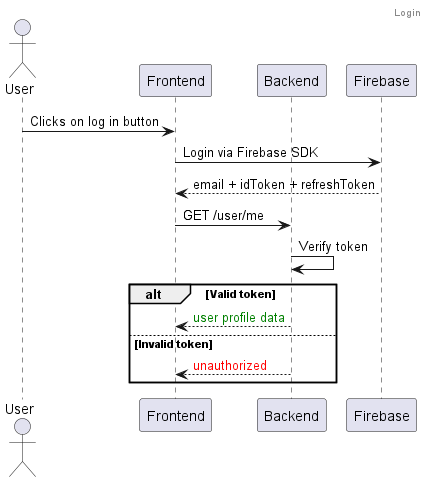 Login
User
Frontend
Backend
Firebase
Clicks on log in button
Login via Firebase SDK
email + idToken + refreshToken
GET /user/me
Verify token
alt
[Valid token]
user profile data
[Invalid token]
unauthorized
User
Frontend
Backend
Firebase